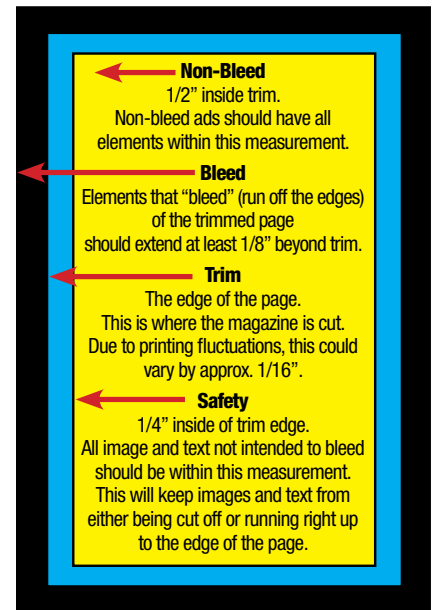 Non-Bleed
1/2” inside trim.
Non-bleed ads should have all
elements within this measurement.
Bleed
Elements that “bleed” (run off the edges)
of the trimmed page
should extend at least 1/8” beyond trim.
Trim
The edge of the page.
This is where the magazine is cut.
Due to printing fluctuations, this could
vary by approx. 1/16”.
Safety
1/4” inside of trim edge.
All image and text not intended to bleed
should be within this measurement.
This will keep images and text from
either being cut off or running right up
to the edge of the page.